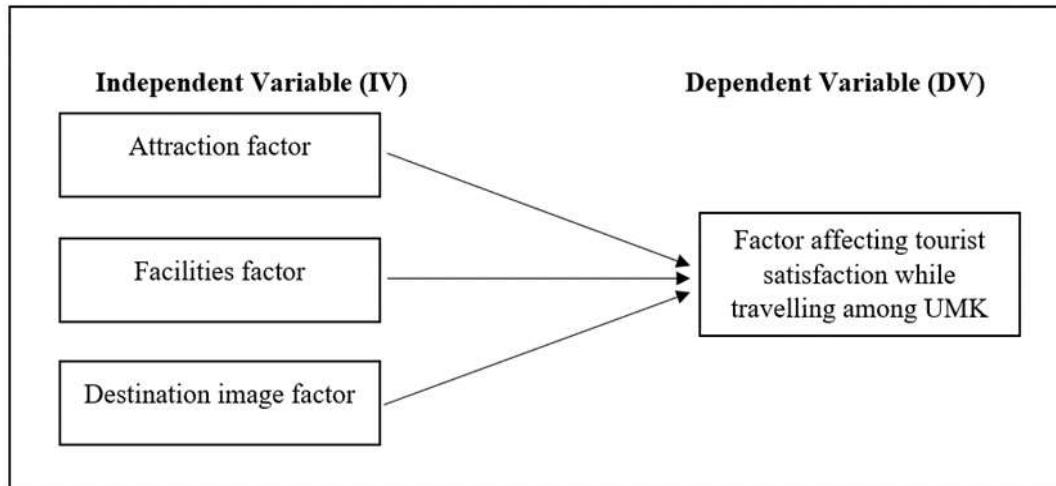 Independent Variable (IV)
Dependent Variable (DV)
Attraction factor
Facilities factor
Destination image factor
Factor affecting tourist
satisfaction while
travelling among UMK